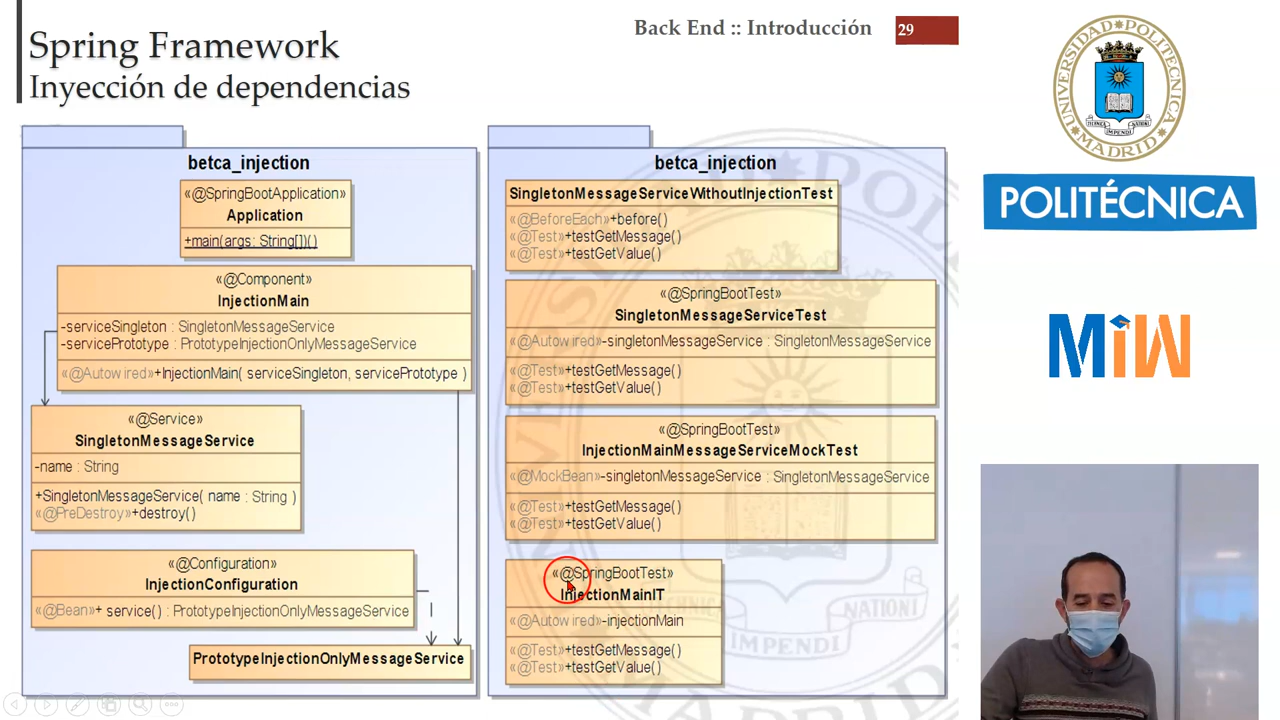 Spring Framework
Inyección de dependencias
Back End :: Introducción
29
betca_injection
«@SpringBootApplication»
Application
+main(args: String[])()
«@Component»
InjectionMain
-serviceSingleton : SingletonMessageService
-servicePrototype : PrototypeInjectionOnlyMessageService
«@Autowired»+InjectionMain( serviceSingleton, servicePrototype )
«@Service»
SingletonMessageService
-name : String
+SingletonMessageService( name : String )
«@PreDestroy»+destroy()
«@Configuration»
InjectionConfiguration
«@Bean»+ service() : PrototypeInjectionOnlyMessageService
PrototypeInjectionOnlyMessageService
betca_injection
SingletonMessageServiceWithoutInjectionTest
«@BeforeEach»+before()
«@Test»+testGetMessage()
«@Test»+testGetValue()
«@SpringBootTest»
SingletonMessageServiceTest
«@Autowired»-singletonMessageService : SingletonMessageService
«@Test»+testGetMessage()
«@Test»+testGetValue()
«@SpringBootTest»
InjectionMainMessageServiceMockTest
«@MockBean»-singletonMessageService : SingletonMessageService
«@Test»+testGetMessage()
«@Test»+testGetValue()
«@SpringBootTest»
InjectionMainIT
«@Autowired»-injectionMain
«@Test»+testGetMessage()
«@Test»+testGetValue()
UNIVERSIDAD POLITECNICA
MADRID
POLITÉCNICA
MiW